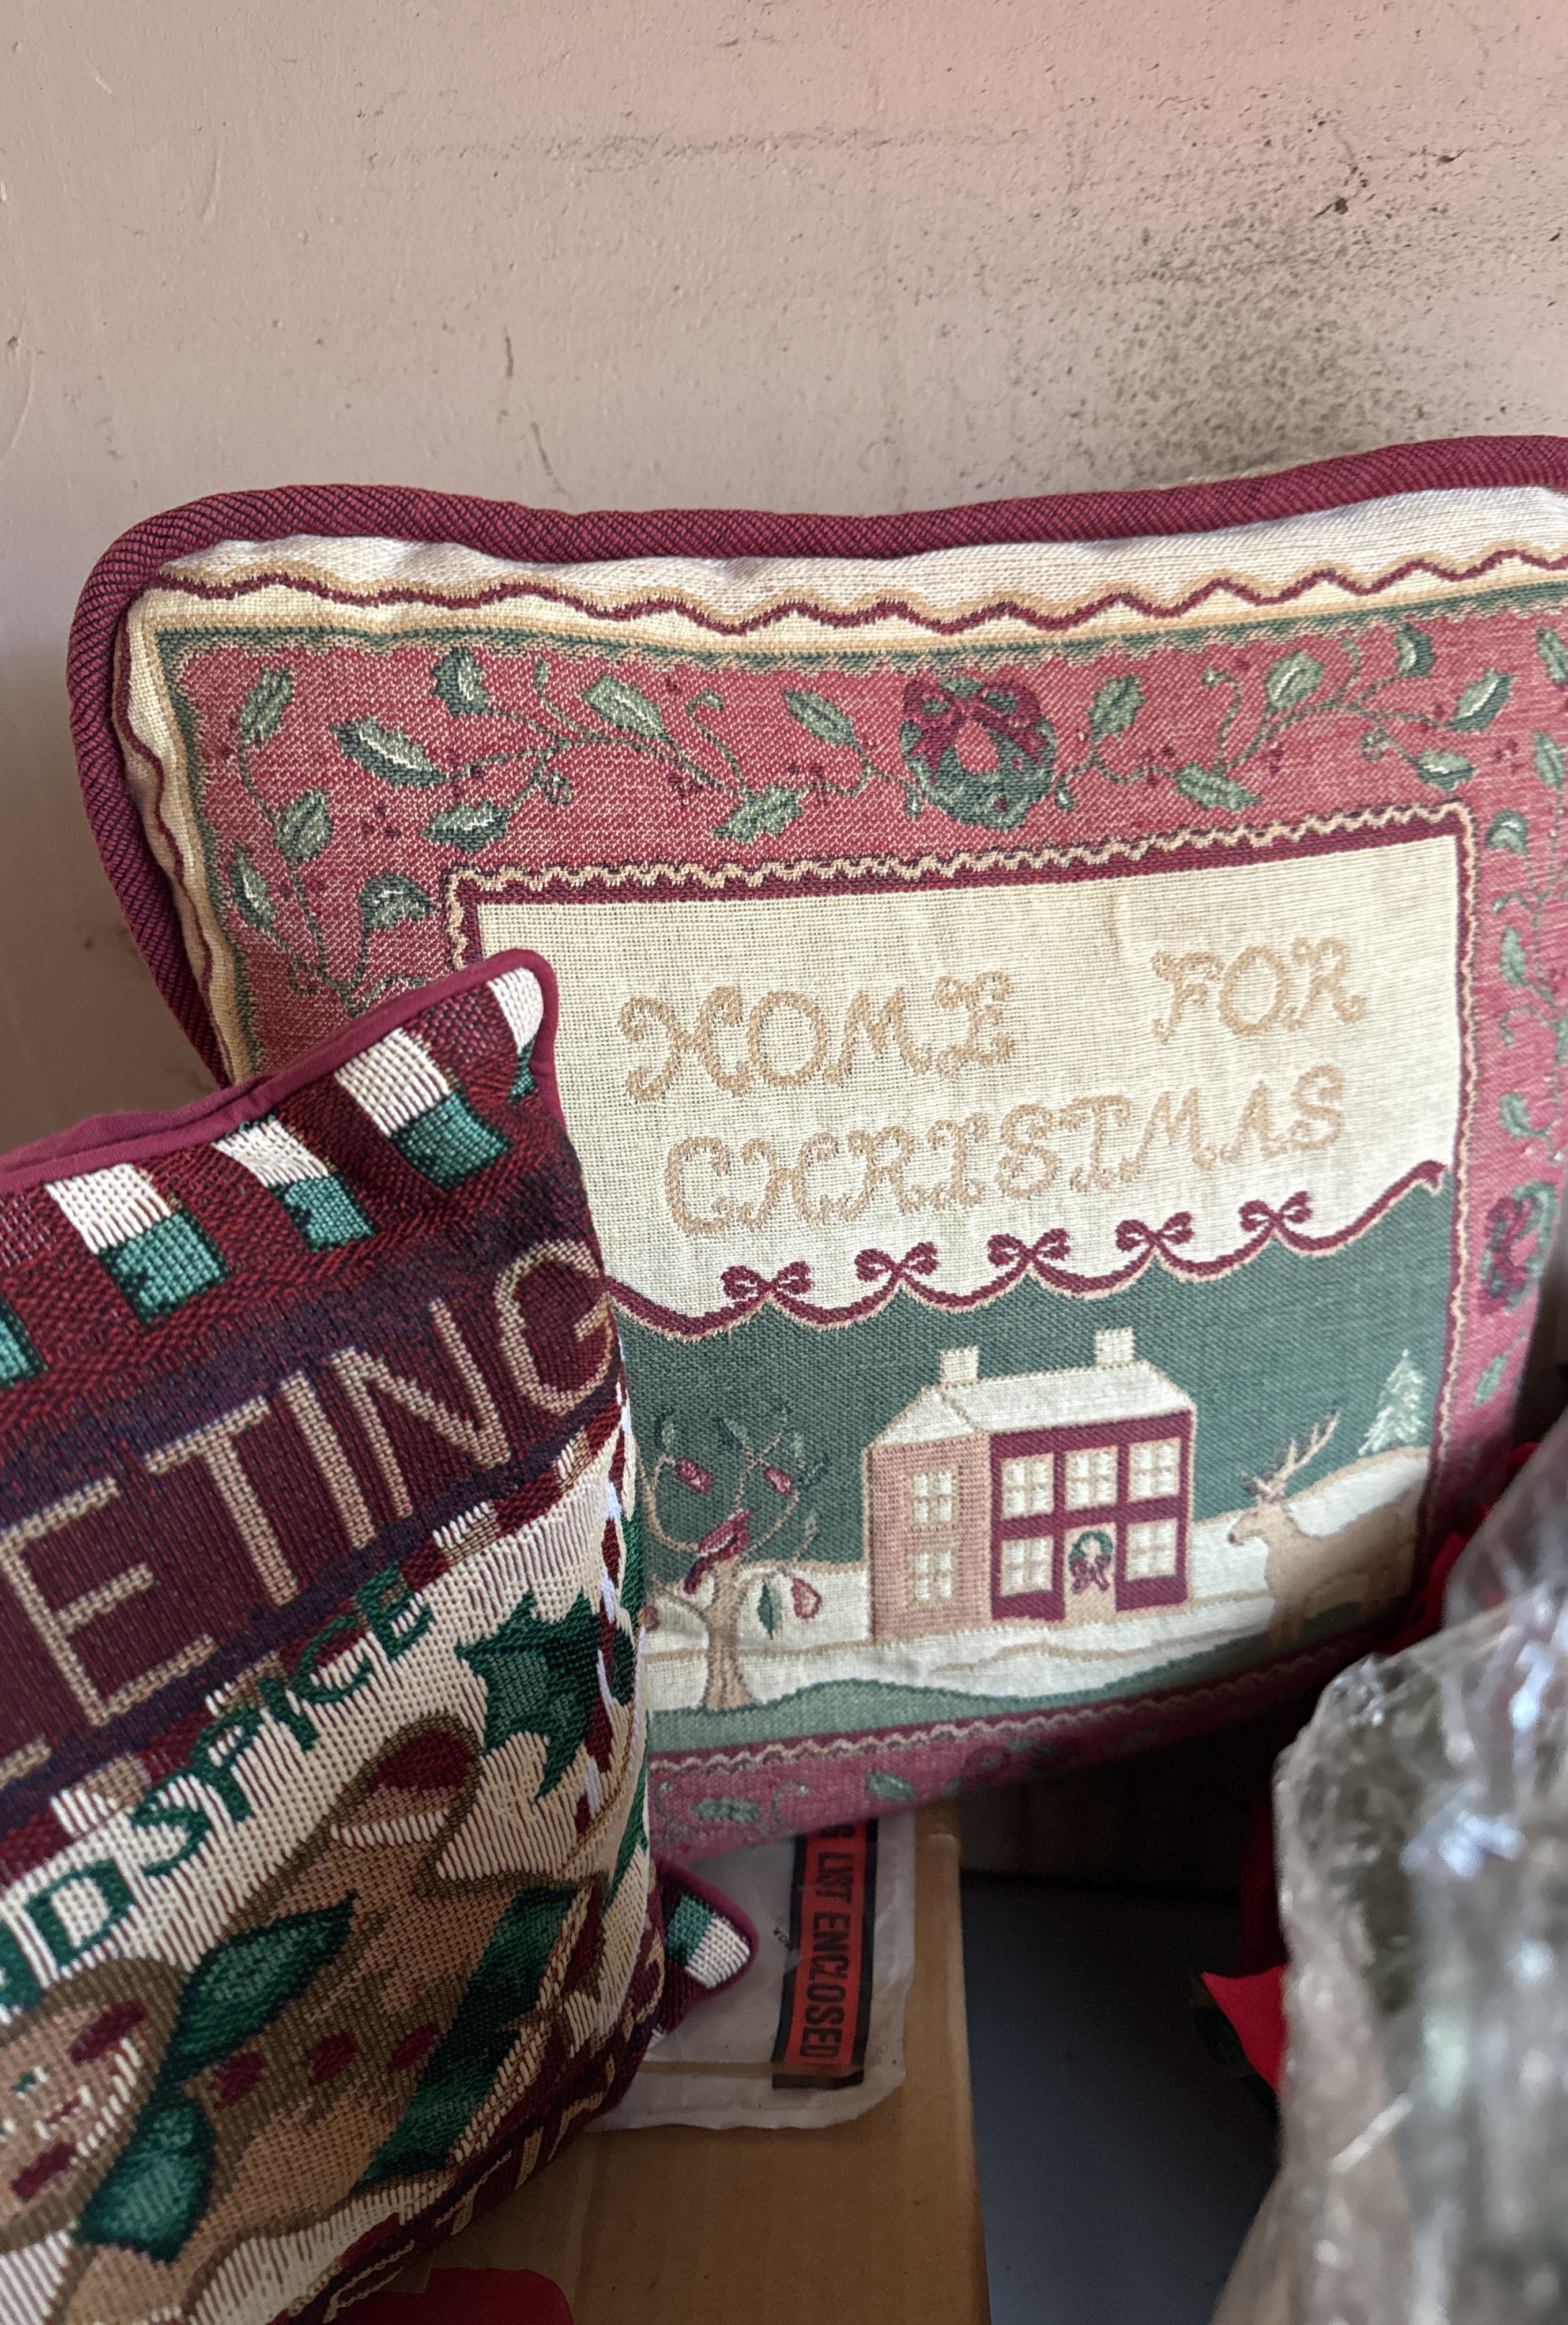 HOME FOR
CHRISTMAS
ETING
SPICE
LIST ENCLOSED